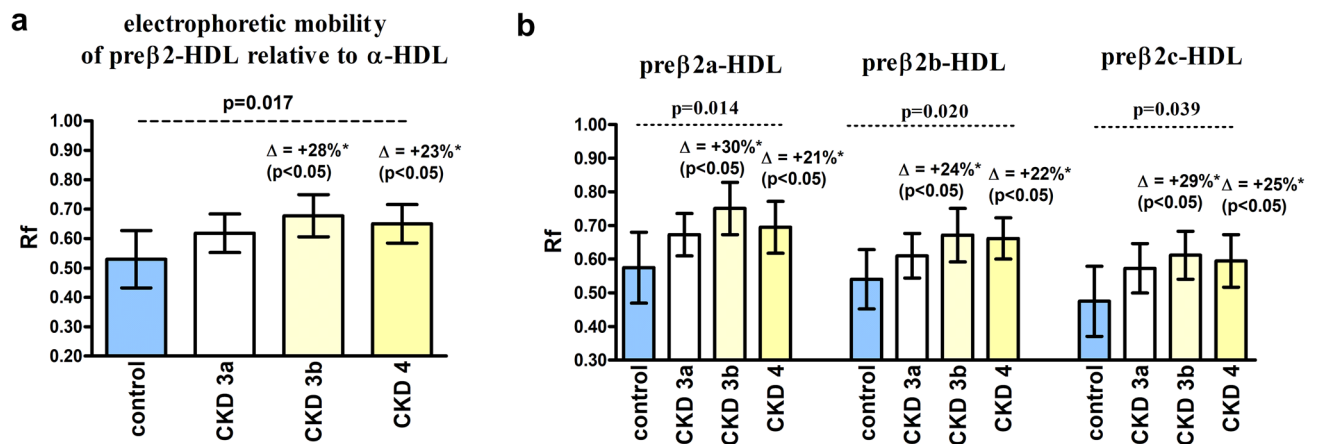 a
electrophoretic mobility
of preβ2-HDL relative to α-HDL
p=0.017
1.00
0.90
0.80
0.70
0.60
0.50
0.40
0.30
0.20
Rf
Δ = +28%*
(p<0.05)
Δ = +23%*
(p<0.05)
control
CKD 3a
CKD 3b
CKD 4
b
preβ2a-HDL
preβ2b-HDL
preβ2c-HDL
p=0.014
p=0.020
p=0.039
1.00
0.90
0.80
0.70
0.60
0.50
0.40
0.30
Rf
Δ = +30%*
(p<0.05)
Δ = +21%*
(p<0.05)
Δ = +24%*
(p<0.05)
Δ = +22%*
(p<0.05)
Δ = +29%*
(p<0.05)
Δ = +25%*
(p<0.05)
control
CKD 3a
CKD 3b
CKD 4
control
CKD 3a
CKD 3b
CKD 4
control
CKD 3a
CKD 3b
CKD 4